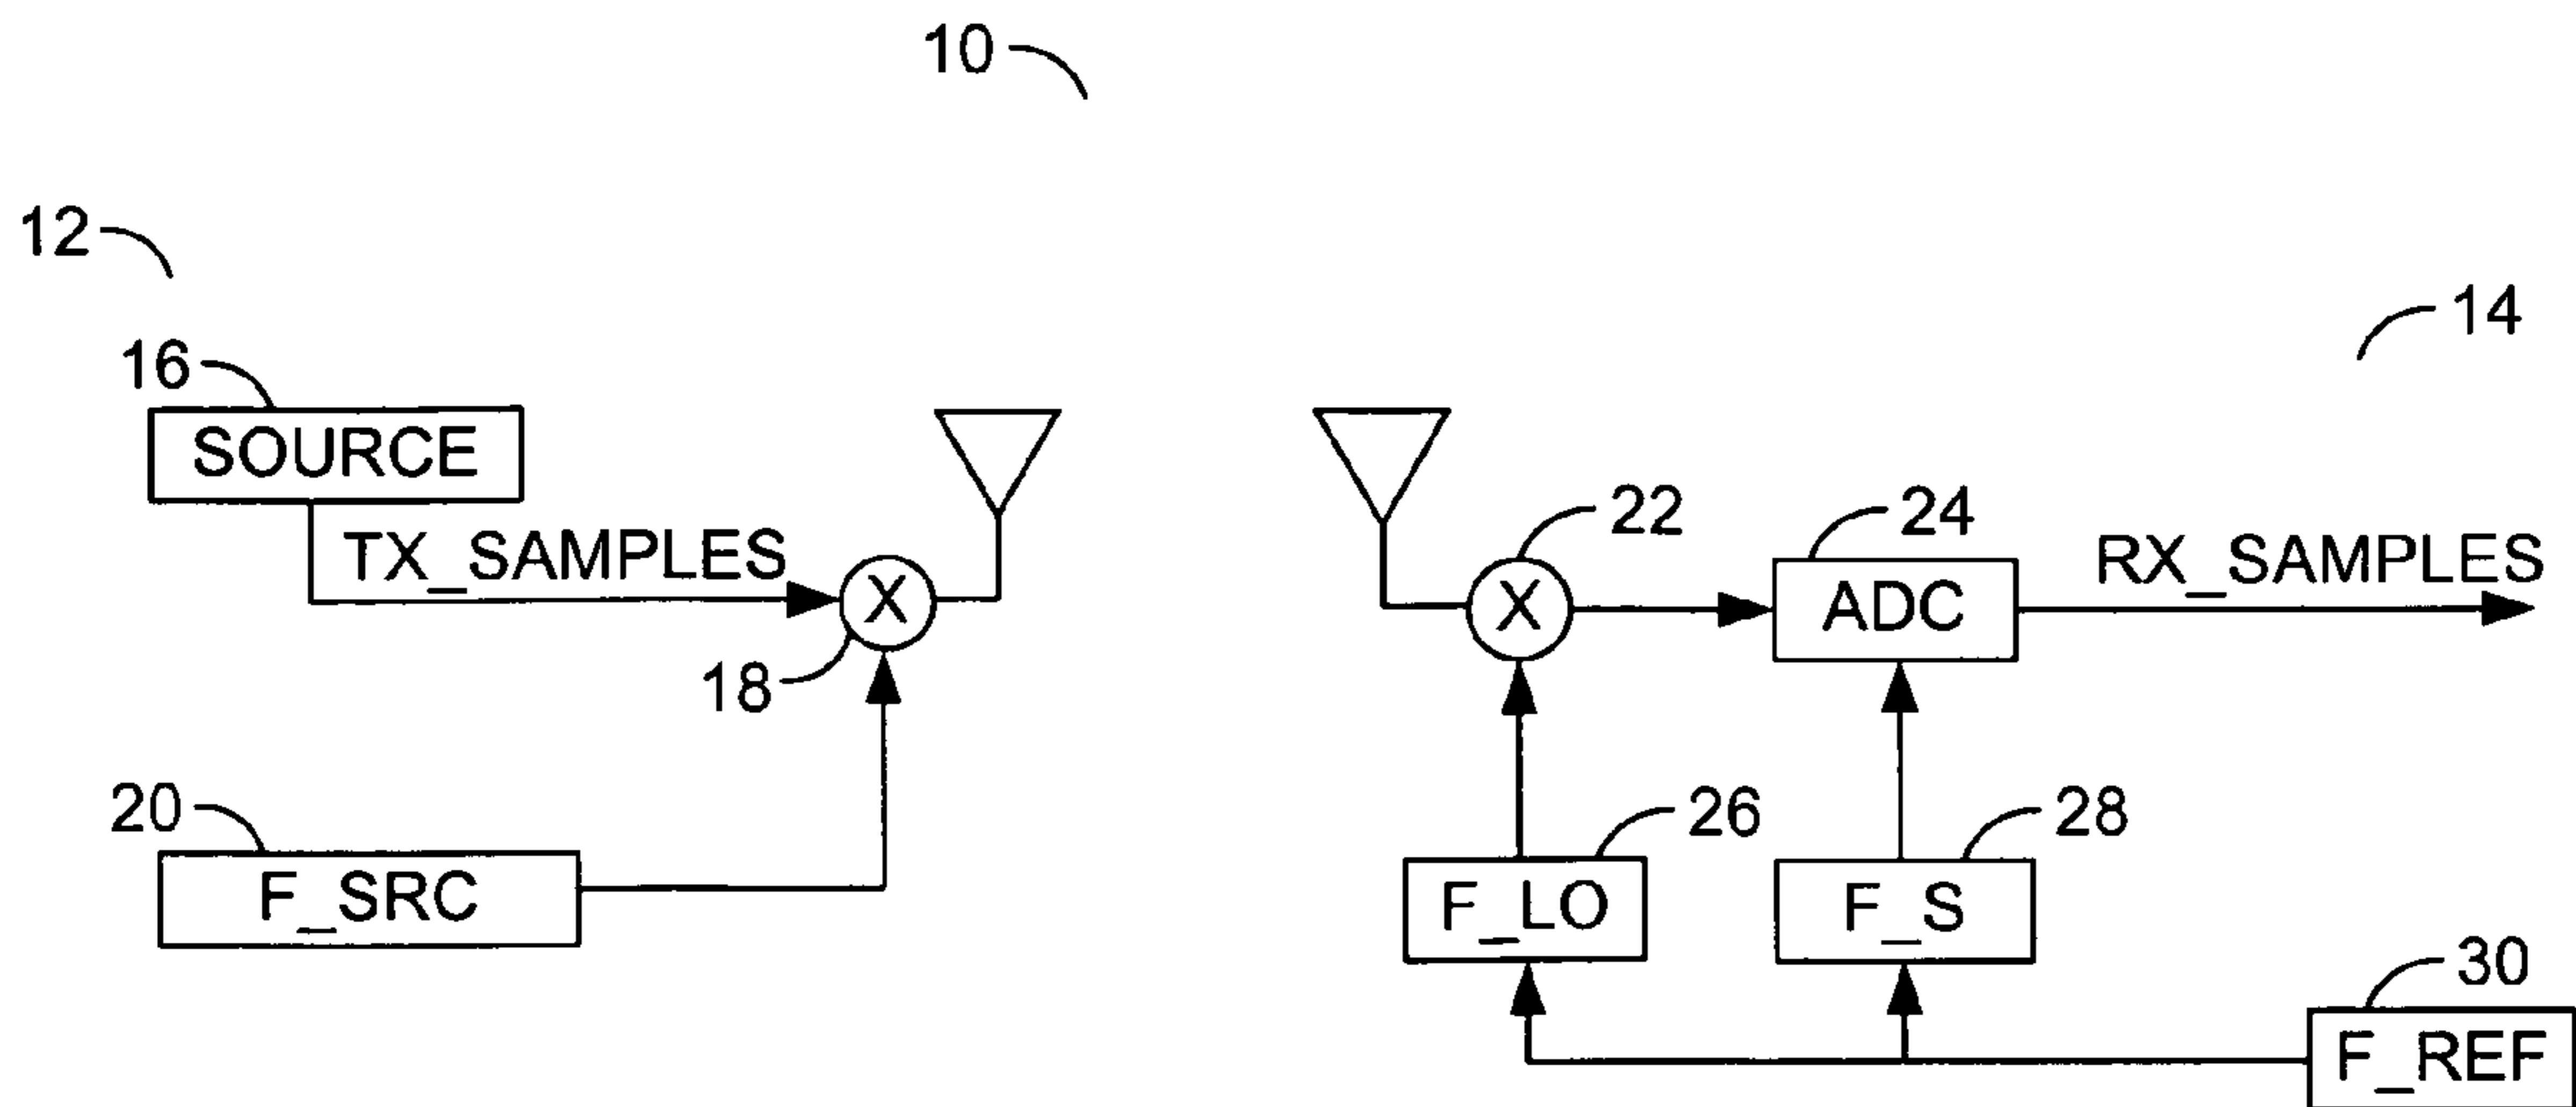 10
12
14
16
SOURCE
TX_SAMPLES
X
18
20
F_SRC
22
X
24
ADC
RX_SAMPLES
26
F_LO
28
F_S
30
F_REF